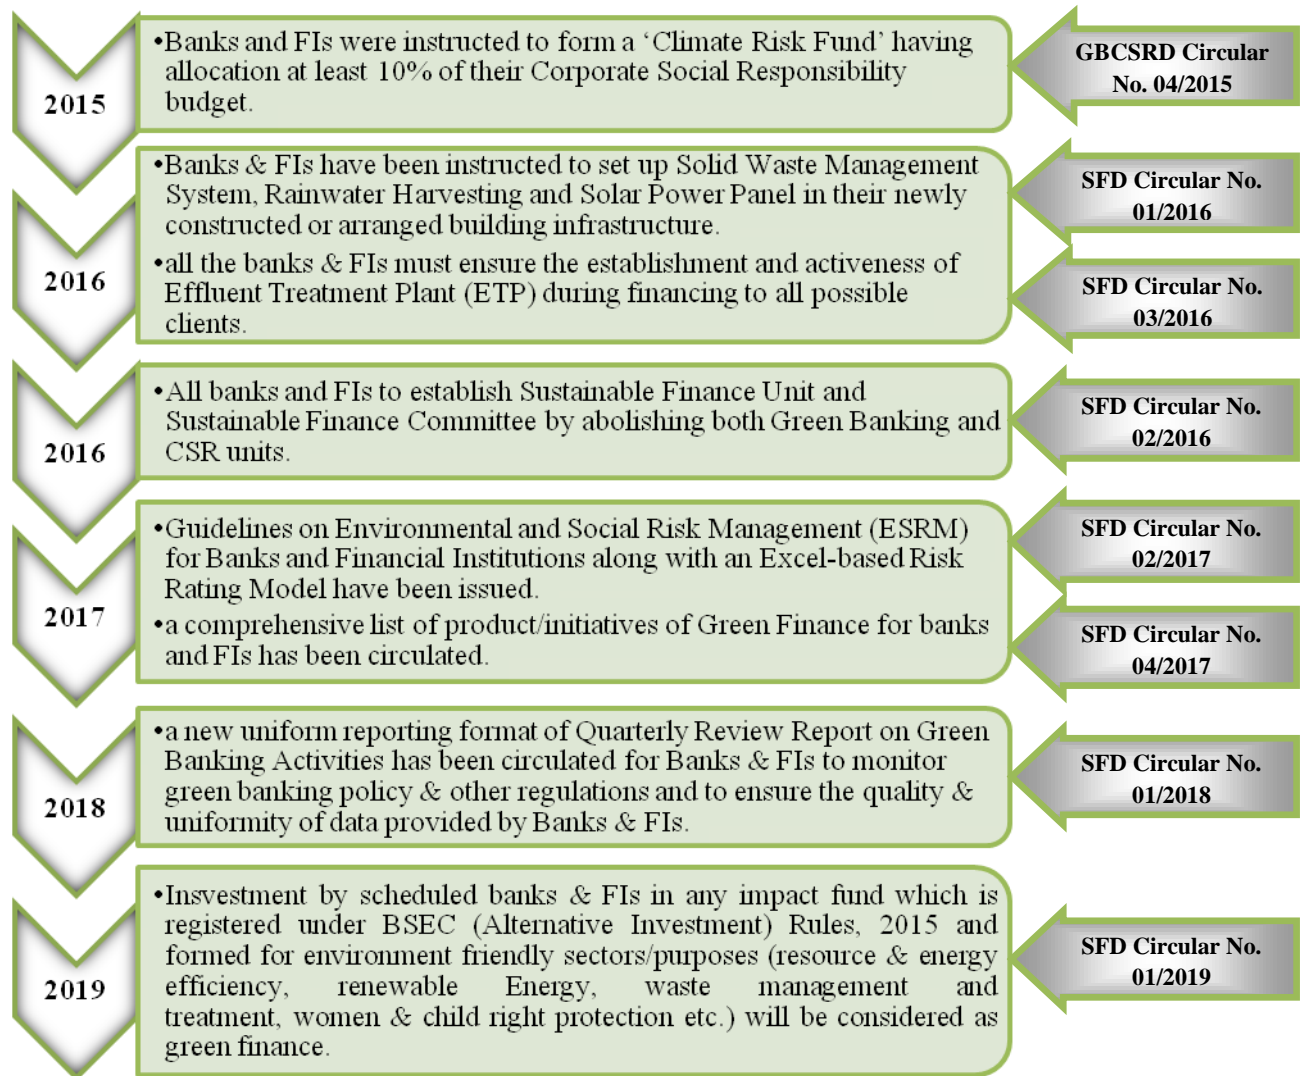 2015
•Banks and FIs were instructed to form a ‘Climate Risk Fund’ having
allocation at least 10% of their Corporate Social Responsibility
budget.
GBCSRD Circular
No. 04/2015
2016
•Banks & FIs have been instructed to set up Solid Waste Management
System, Rainwater Harvesting and Solar Power Panel in their newly
constructed or arranged building infrastructure.
•all the banks & FIs must ensure the establishment and activeness of
Effluent Treatment Plant (ETP) during financing to all possible
clients.
SFD Circular No.
01/2016
SFD Circular No.
03/2016
2016
•All banks and FIs to establish Sustainable Finance Unit and
Sustainable Finance Committee by abolishing both Green Banking and
CSR units.
SFD Circular No.
02/2016
2017
•Guidelines on Environmental and Social Risk Management (ESRM)
for Banks and Financial Institutions along with an Excel-based Risk
Rating Model have been issued.
•a comprehensive list of product/initiatives of Green Finance for banks
and FIs has been circulated.
SFD Circular No.
02/2017
SFD Circular No.
04/2017
2018
•a new uniform reporting format of Quarterly Review Report on Green
Banking Activities has been circulated for Banks & FIs to monitor
green banking policy & other regulations and to ensure the quality &
uniformity of data provided by Banks & FIs.
SFD Circular No.
01/2018
2019
•Insvestment by scheduled banks & FIs in any impact fund which is
registered under BSEC (Alternative Investment) Rules, 2015 and
formed for environment friendly sectors/purposes (resource & energy
efficiency, renewable Energy, waste management and
treatment, women & child right protection etc.) will be considered as
green finance.
SFD Circular No.
01/2019